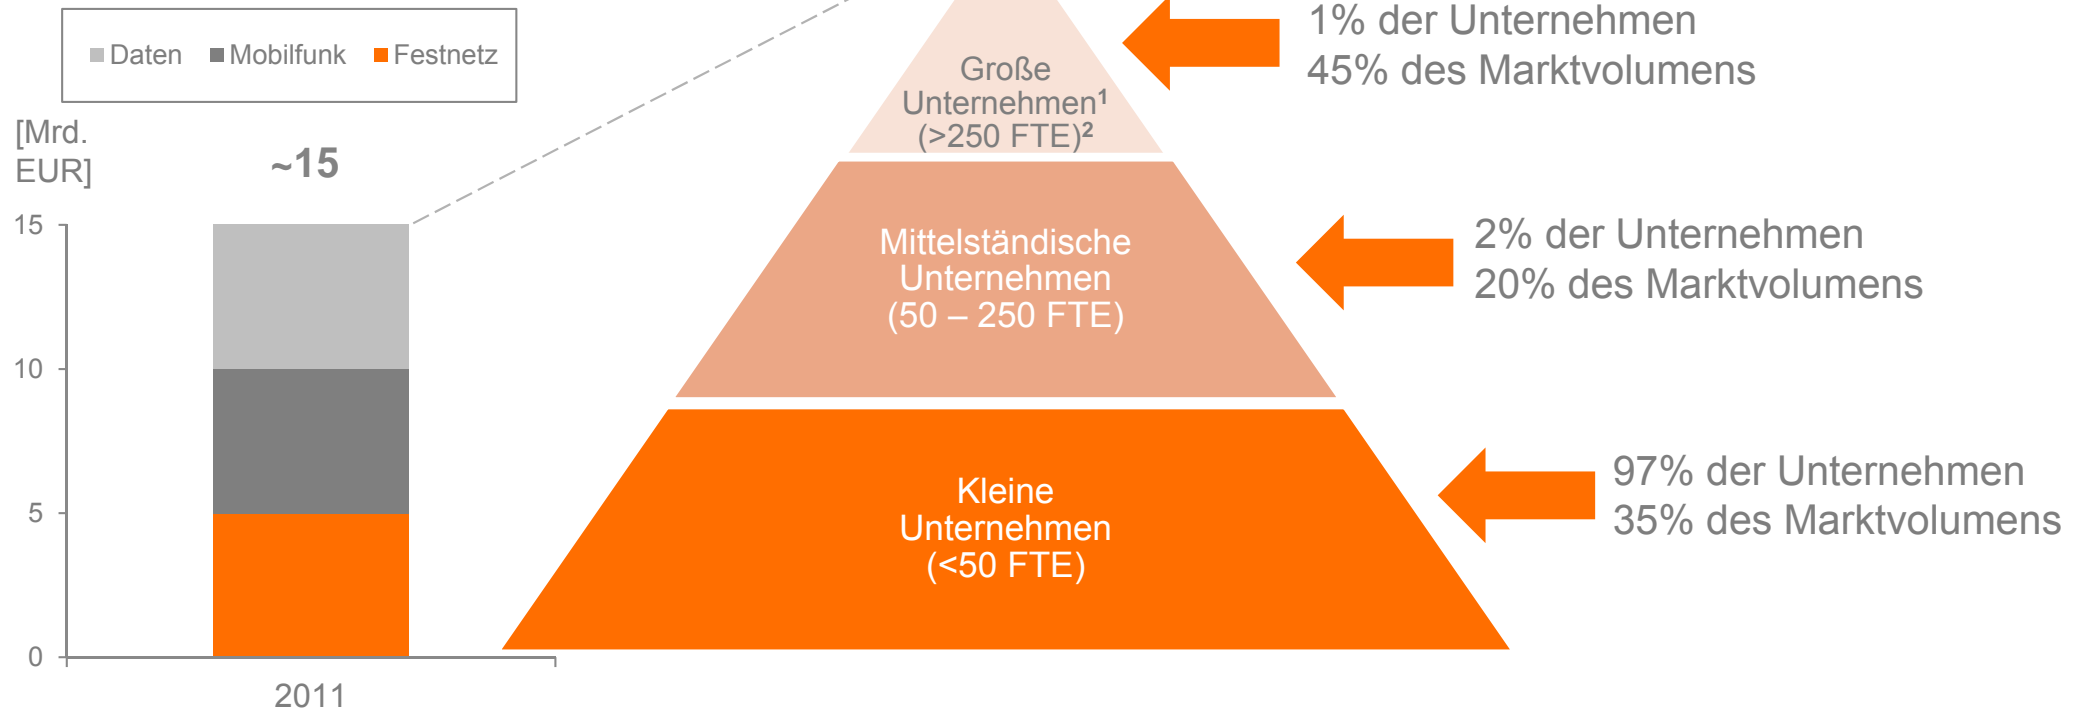 Daten Mobilfunk Festnetz
[Mrd.
EUR]
~15
15
10
5
0
2011
Große
Unternehmen¹
(>250 FTE)²
Mittelständische
Unternehmen
(50 – 250 FTE)
Kleine
Unternehmen
(<50 FTE)
1% der Unternehmen
45% des Marktvolumens
2% der Unternehmen
20% des Marktvolumens
97% der Unternehmen
35% des Marktvolumens